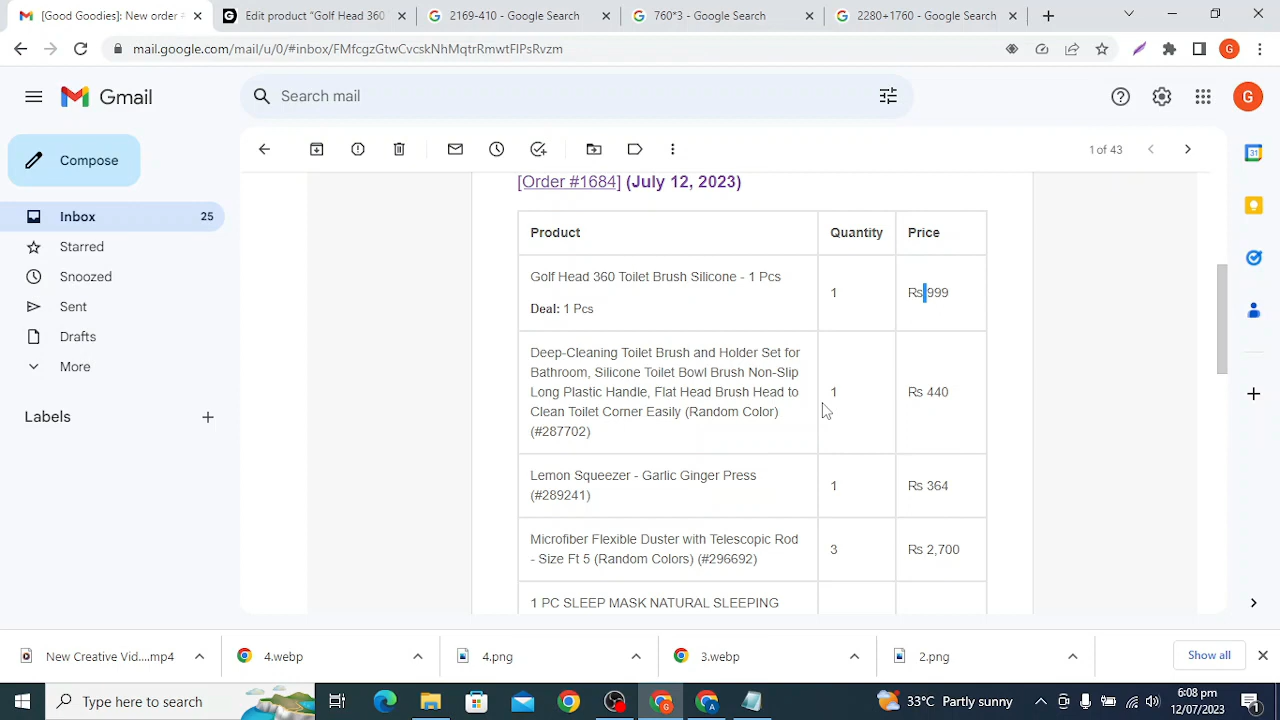 [Good Goodies]: New order #
Edit product "Golf Head 360
2169-410 - Google Search
760*3 - Google Search
2280+1760 - Google Search
mail.google.com/mail/u/0/#inbox/FMfcgzGtwCvcskNhMqtrRmwtFlPsRvzm
G
Gmail
Search mail
G
Compose
1 of 43
Inbox 25
Starred
Snoozed
Sent
Drafts
More
Labels
[Order #1684] (July 12, 2023)
Product Quantity Price
Golf Head 360 Toilet Brush Silicone - 1 Pcs
Deal: 1 Pcs
1 Rs 999
Deep-Cleaning Toilet Brush and Holder Set for
Bathroom, Silicone Toilet Bowl Brush Non-Slip
Long Plastic Handle, Flat Head Brush Head to
Clean Toilet Corner Easily (Random Color)
(#287702)
1 Rs 440
Lemon Squeezer - Garlic Ginger Press
(#289241)
1 Rs 364
Microfiber Flexible Duster with Telescopic Rod
- Size Ft 5 (Random Colors) (#296692)
3 Rs 2,700
1 PC SLEEP MASK NATURAL SLEEPING
31
New Creative Vid....mp4
4.webp
4.png
3.webp
2.png
Show all
Type here to search
33°C Partly sunny
6:08 pm
12/07/2023
1